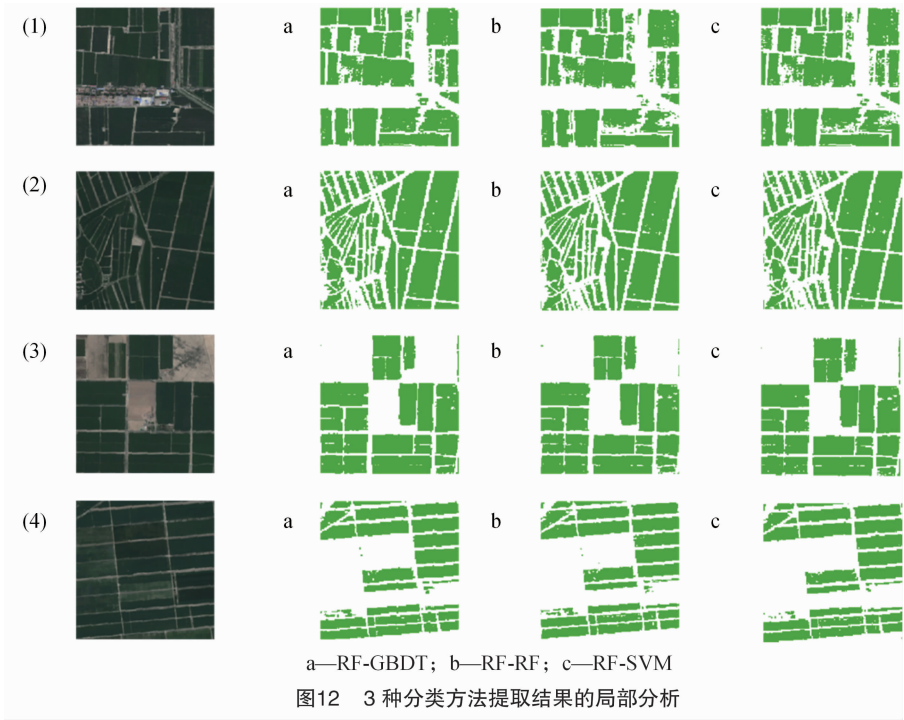 (1) a b c
(2) a b c
(3) a b c
(4) a b c
a—RF-GBDT；b—RF-RF；c—RF-SVM
图12 3 种分类方法提取结果的局部分析